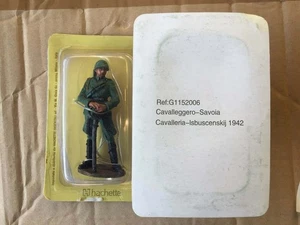 Ref:G1152006
Cavalleggero-Savoia
Cavalleria-Isbuscenskij 1942
hachette